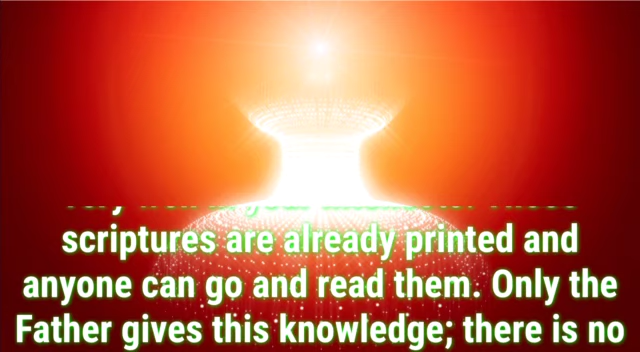 scriptures are already printed and
anyone can go and read them. Only the
Father gives this knowledge; there is no